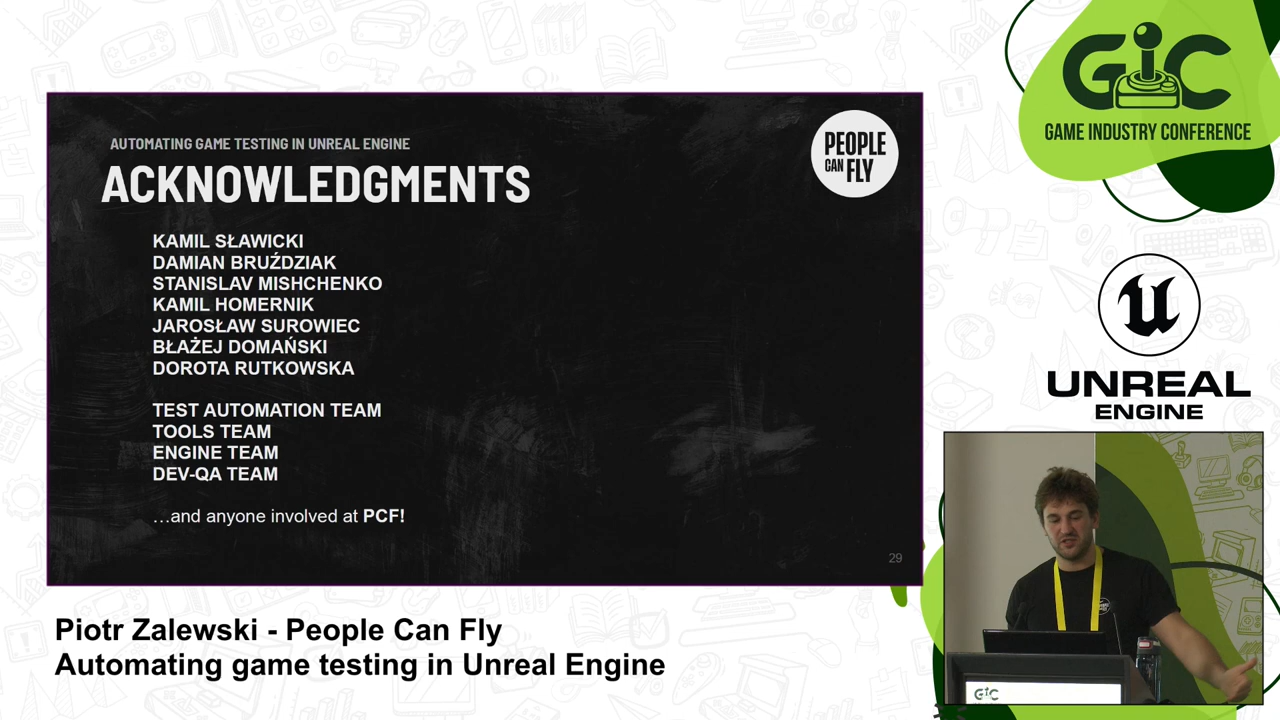 AUTOMATING GAME TESTING IN UNREAL ENGINE
ACKNOWLEDGMENTS
PEOPLE
CAN FLY
KAMIL SŁAWICKI
DAMIAN BRUŹDZIAK
STANISLAV MISHCHENKO
KAMIL HOMERNIK
JAROSŁAW SUROWIEC
BŁAŻEJ DOMAŃSKI
DOROTA RUTKOWSKA
TEST AUTOMATION TEAM
TOOLS TEAM
ENGINE TEAM
DEV-QA TEAM
…and anyone involved at PCF!
29
GIC
GAME INDUSTRY CONFERENCE
UNREAL
ENGINE
GIC
Piotr Zalewski - People Can Fly
Automating game testing in Unreal Engine